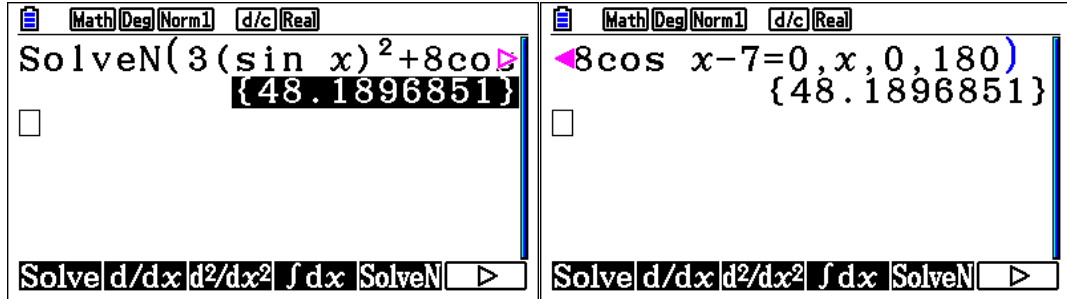 Math Deg Norm1 d/c Real
SolveN(3(sin x)²+8cos
{48.1896851}
Solve d/dx d²/dx² ∫dx SolveN ▷
Math Deg Norm1 d/c Real
8cos x-7=0,x,0,180)
{48.1896851}
Solve d/dx d²/dx² ∫dx SolveN ▷